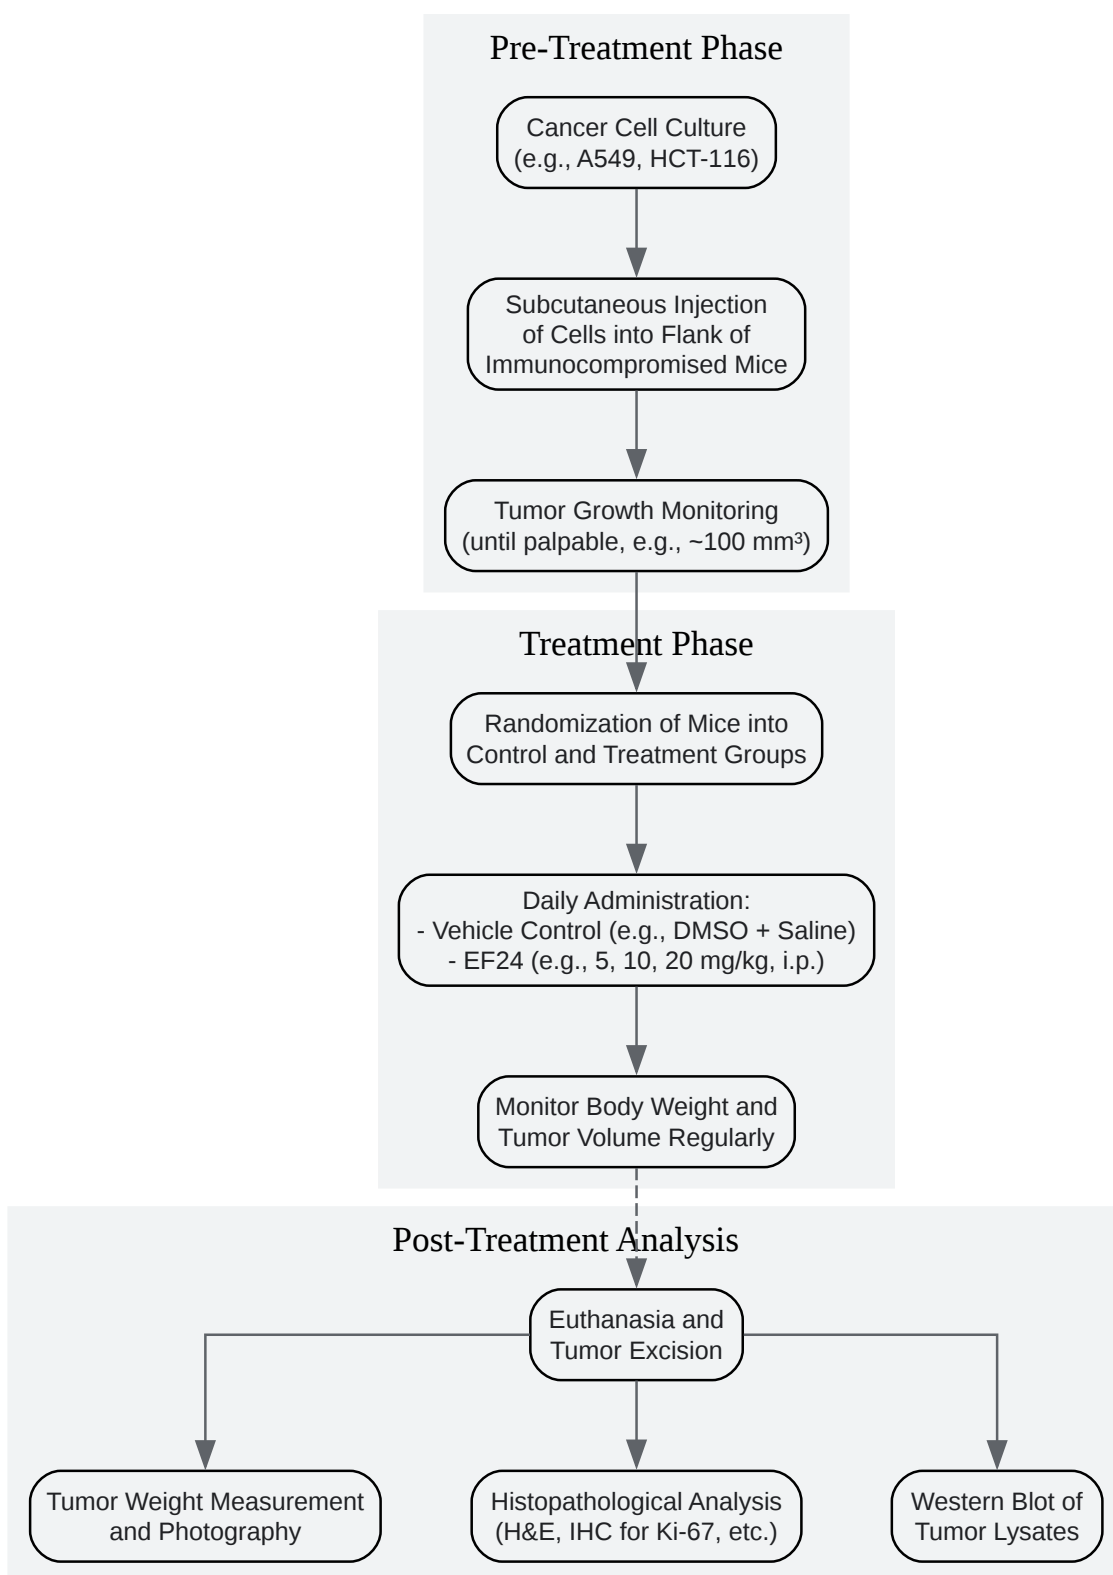 Pre-Treatment Phase
Cancer Cell Culture
(e.g., A549, HCT-116)
Subcutaneous Injection
of Cells into Flank of
Immunocompromised Mice
Tumor Growth Monitoring
(until palpable, e.g., ~100 mm³)
Treatment Phase
Randomization of Mice into
Control and Treatment Groups
Daily Administration:
- Vehicle Control (e.g., DMSO + Saline)
- EF24 (e.g., 5, 10, 20 mg/kg, i.p.)
Monitor Body Weight and
Tumor Volume Regularly
Post-Treatment Analysis
Euthanasia and
Tumor Excision
Tumor Weight Measurement
and Photography
Histopathological Analysis
(H&E, IHC for Ki-67, etc.)
Western Blot of
Tumor Lysates